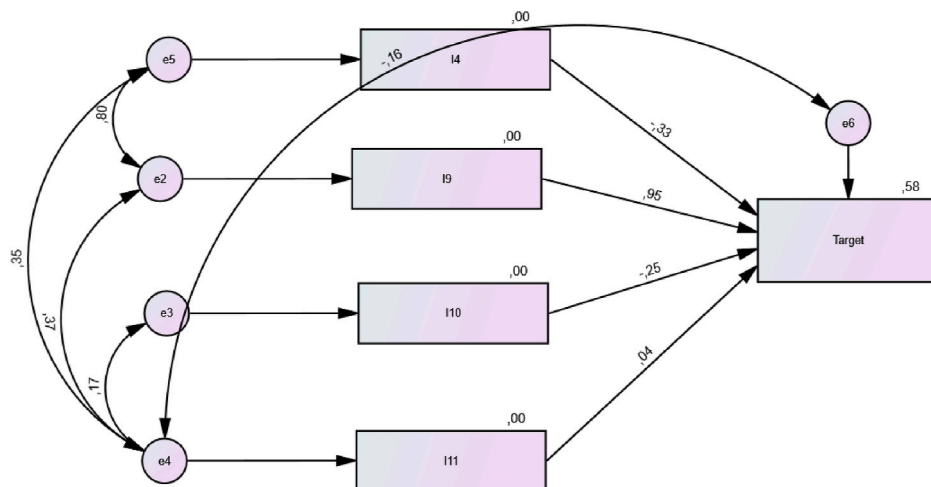 ,00
e5
I4
-,16
e6
-,33
,80
,00
e2
I9
,95
,58
Target
,35
,37
,00
e3
I10
-,25
,17
,04
,00
e4
I11